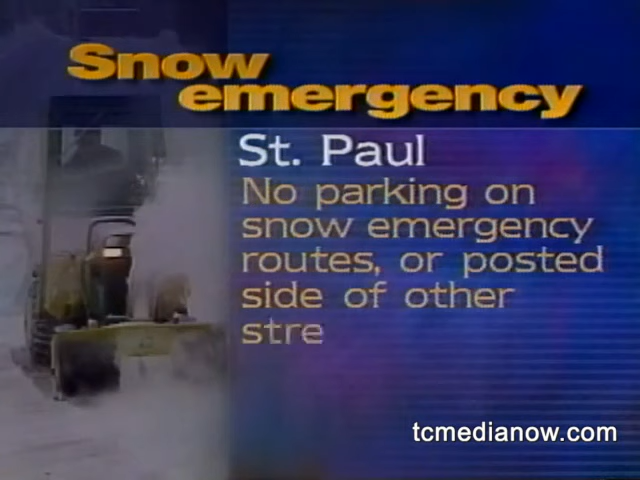 Snow
emergency
St. Paul
No parking on
snow emergency
routes, or posted
side of other
stre
tcmedianow.com